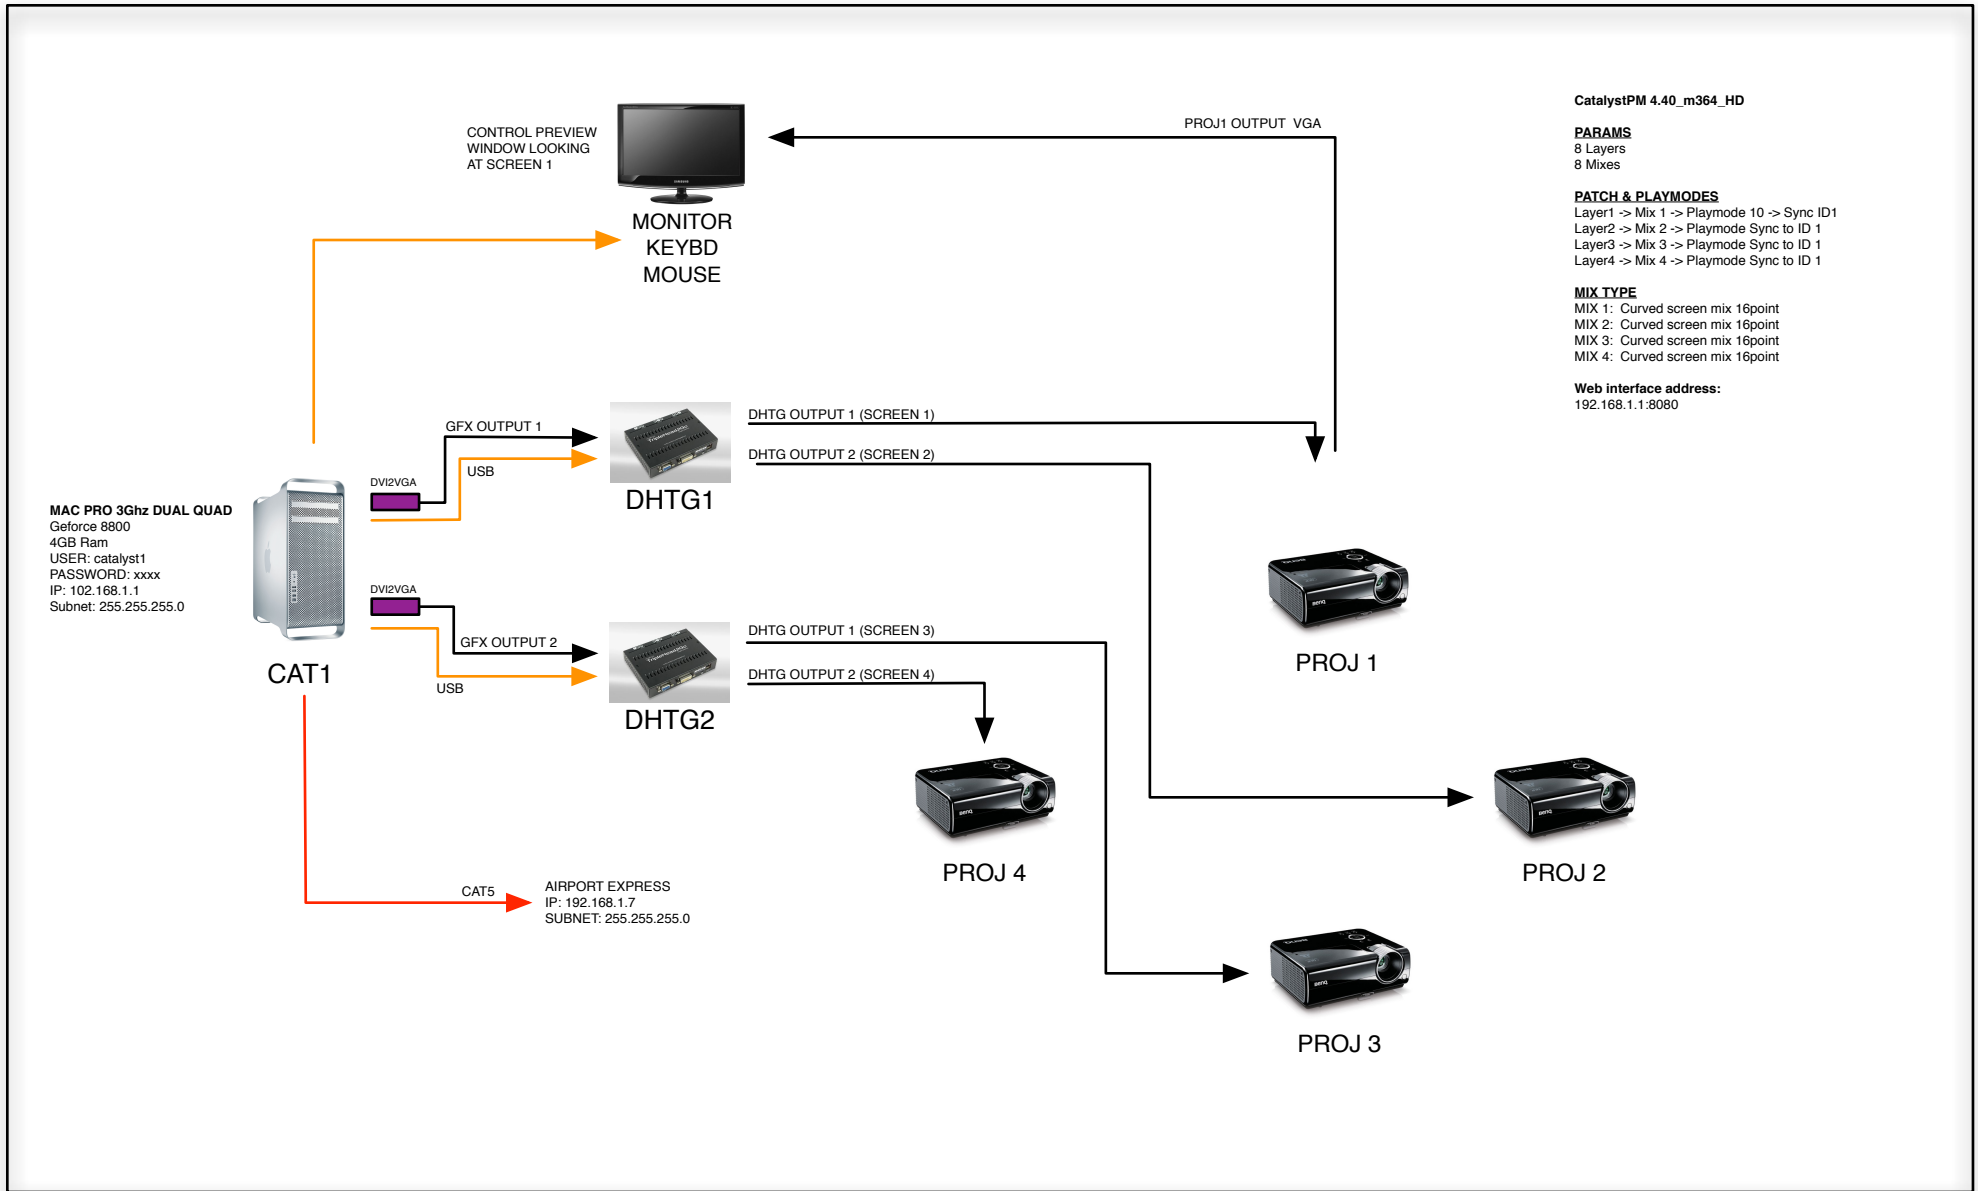 CONTROL PREVIEW
WINDOW LOOKING
AT SCREEN 1
SAMSUNG
MONITOR
KEYBD
MOUSE
PROJ1 OUTPUT VGA
CatalystPM 4.40_m364_HD
PARAMS
8 Layers
8 Mixes
PATCH & PLAYMODES
Layer1 -> Mix 1 -> Playmode 10 -> Sync ID1
Layer2 -> Mix 2 -> Playmode Sync to ID 1
Layer3 -> Mix 3 -> Playmode Sync to ID 1
Layer4 -> Mix 4 -> Playmode Sync to ID 1
MIX TYPE
MIX 1: Curved screen mix 16point
MIX 2: Curved screen mix 16point
MIX 3: Curved screen mix 16point
MIX 4: Curved screen mix 16point
Web interface address:
192.168.1.1:8080
MAC PRO 3Ghz DUAL QUAD
Geforce 8800
4GB Ram
USER: catalyst1
PASSWORD: xxxx
IP: 102.168.1.1
Subnet: 255.255.255.0
CAT1
DVI2VGA
GFX OUTPUT 1
USB
TripleHead2Go
DHTG1
DHTG OUTPUT 1 (SCREEN 1)
DHTG OUTPUT 2 (SCREEN 2)
DVI2VGA
GFX OUTPUT 2
USB
TripleHead2Go
DHTG2
DHTG OUTPUT 1 (SCREEN 3)
DHTG OUTPUT 2 (SCREEN 4)
BenQ
PROJ 1
BenQ
PROJ 4
BenQ
PROJ 2
BenQ
PROJ 3
CAT5
AIRPORT EXPRESS
IP: 192.168.1.7
SUBNET: 255.255.255.0